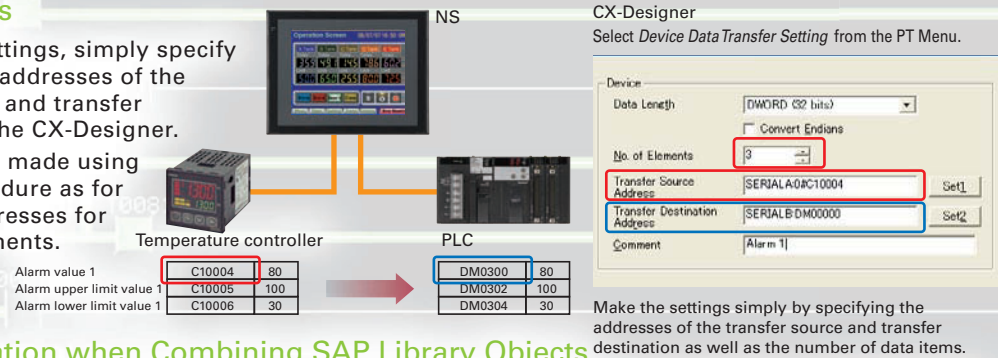 s
ttings, simply specify
addresses of the
and transfer
he CX-Designer.
made using
dure as for
resses for
ments.
NS
Operation Screen
Temperature controller
PLC
Alarm value 1 C10004 80
Alarm upper limit value 1 C10005 100
Alarm lower limit value 1 C10006 30
DM0300 80
DM0302 100
DM0304 30
ation when Combining SAP Library Objects
CX-Designer
Select Device Data Transfer Setting from the PT Menu.
Device
Data Length DWORD (32 bits)
Convert Endians
No. of Elements 3
Transfer Source
Address SERIALA:0#C10004 Set1
Transfer Destination
Address SERIALB:DM00000 Set2
Comment Alarm 1
Make the settings simply by specifying the
addresses of the transfer source and transfer
destination as well as the number of data items.